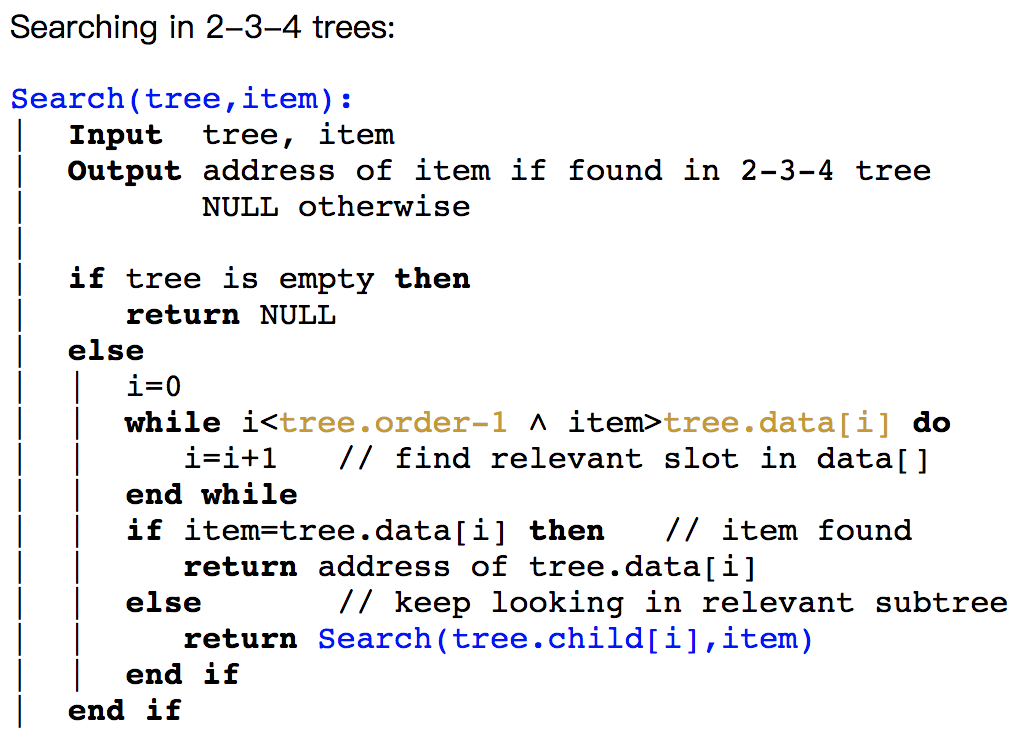 Searching in 2–3–4 trees:
Search(tree,item):
| Input  tree, item
| Output address of item if found in 2-3-4 tree
|        NULL otherwise
|
| if tree is empty then
|    return NULL
| else
| |  i=0
| |  while i<tree.order-1 ∧ item>tree.data[i] do
| |     i=i+1   // find relevant slot in data[]
| |  end while
| |  if item=tree.data[i] then   // item found
| |     return address of tree.data[i]
| |  else       // keep looking in relevant subtree
| |     return Search(tree.child[i],item)
| |  end if
| end if